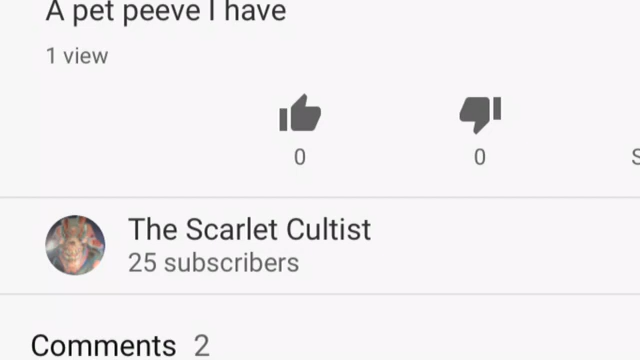 A pet peeve I have
1 view
0 0 S
The Scarlet Cultist
25 subscribers
Comments 2